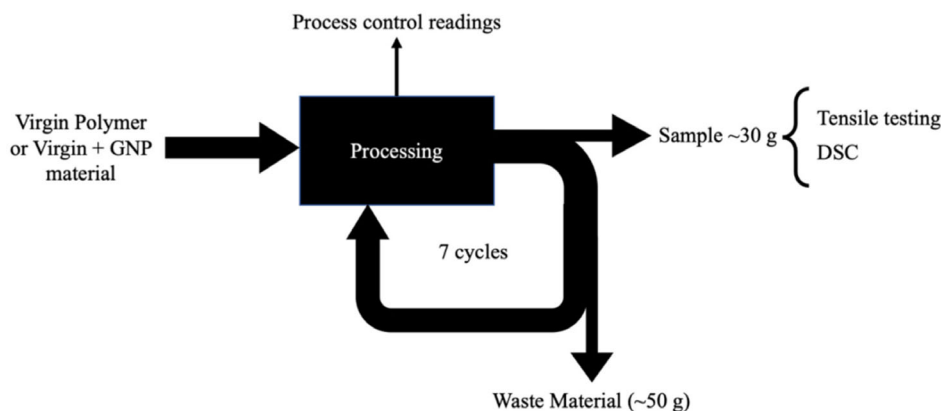 Process control readings
Virgin Polymer
or Virgin + GNP
material
Processing
Sample ~30 g
Tensile testing
DSC
7 cycles
Waste Material (~50 g)